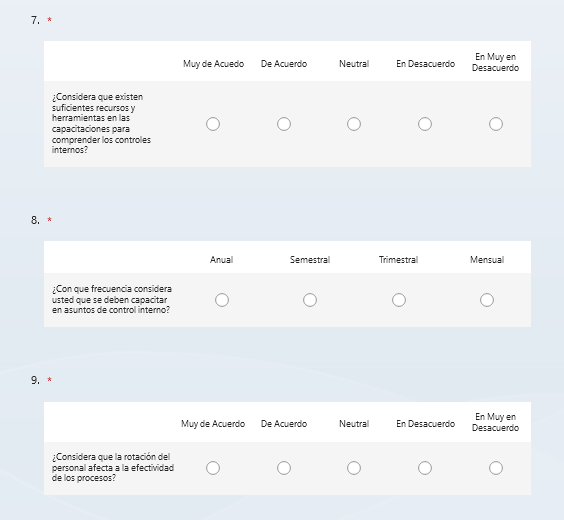 7. *
Muy de Acuedo De Acuerdo Neutral En Desacuerdo En Muy en Desacuerdo
¿Considera que existen
suficientes recursos y
herramientas en las
capacitaciones para
comprender los controles
internos?
8. *
Anual Semestral Trimestral Mensual
¿Con que frecuencia considera
usted que se deben capacitar
en asuntos de control interno?
9. *
Muy de Acuerdo De Acuerdo Neutral En Desacuerdo En Muy en Desacuerdo
¿Considera que la rotación del
personal afecta a la efectividad
de los procesos?